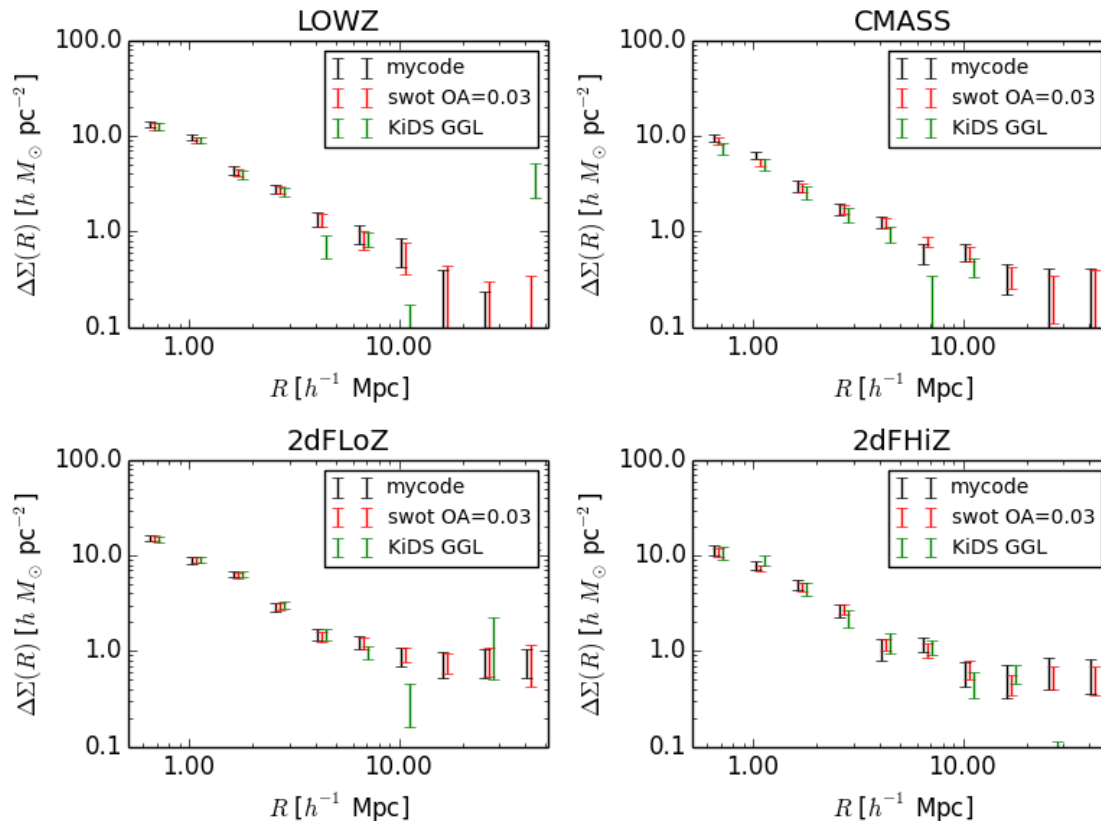 LOWZ
100.0
10.0
1.0
0.1
ΔΣ(R) [h M⊙ pc⁻²]
mycode
swot OA=0.03
KiDS GGL
1.00 10.00
R [h⁻¹ Mpc]
CMASS
100.0
10.0
1.0
0.1
ΔΣ(R) [h M⊙ pc⁻²]
mycode
swot OA=0.03
KiDS GGL
1.00 10.00
R [h⁻¹ Mpc]
2dFLoZ
100.0
10.0
1.0
0.1
ΔΣ(R) [h M⊙ pc⁻²]
mycode
swot OA=0.03
KiDS GGL
1.00 10.00
R [h⁻¹ Mpc]
2dFHiZ
100.0
10.0
1.0
0.1
ΔΣ(R) [h M⊙ pc⁻²]
mycode
swot OA=0.03
KiDS GGL
1.00 10.00
R [h⁻¹ Mpc]